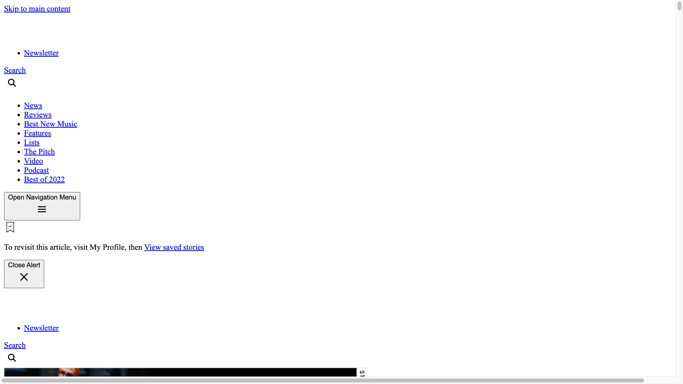 Skip to main content
Newsletter
Search
News
Reviews
Best New Music
Features
Lists
The Pitch
Video
Podcast
Best of 2022
Open Navigation Menu
To revisit this article, visit My Profile, then View saved stories
Close Alert
Newsletter
Search